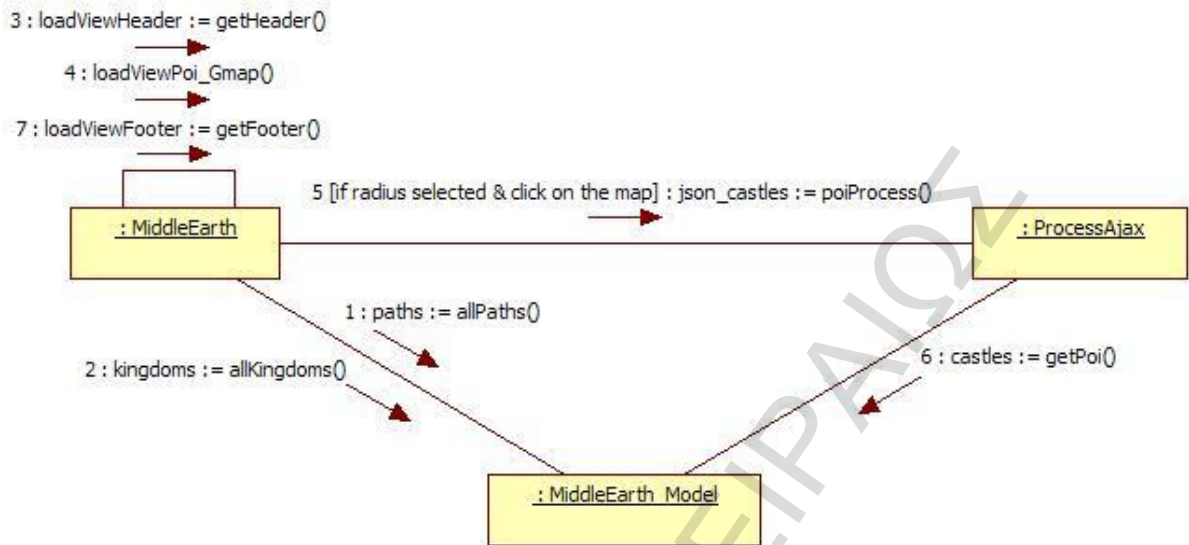 3 : loadViewHeader := getHeader()
4 : loadViewPoi_Gmap()
7 : loadViewFooter := getFooter()
5 [if radius selected & click on the map] : json_castles := poiProcess()
: MiddleEarth
: ProcessAjax
1 : paths := allPaths()
2 : kingdoms := allKingdoms()
6 : castles := getPoi()
: MiddleEarth_Model
ΕΙΡΑΙΩΣ